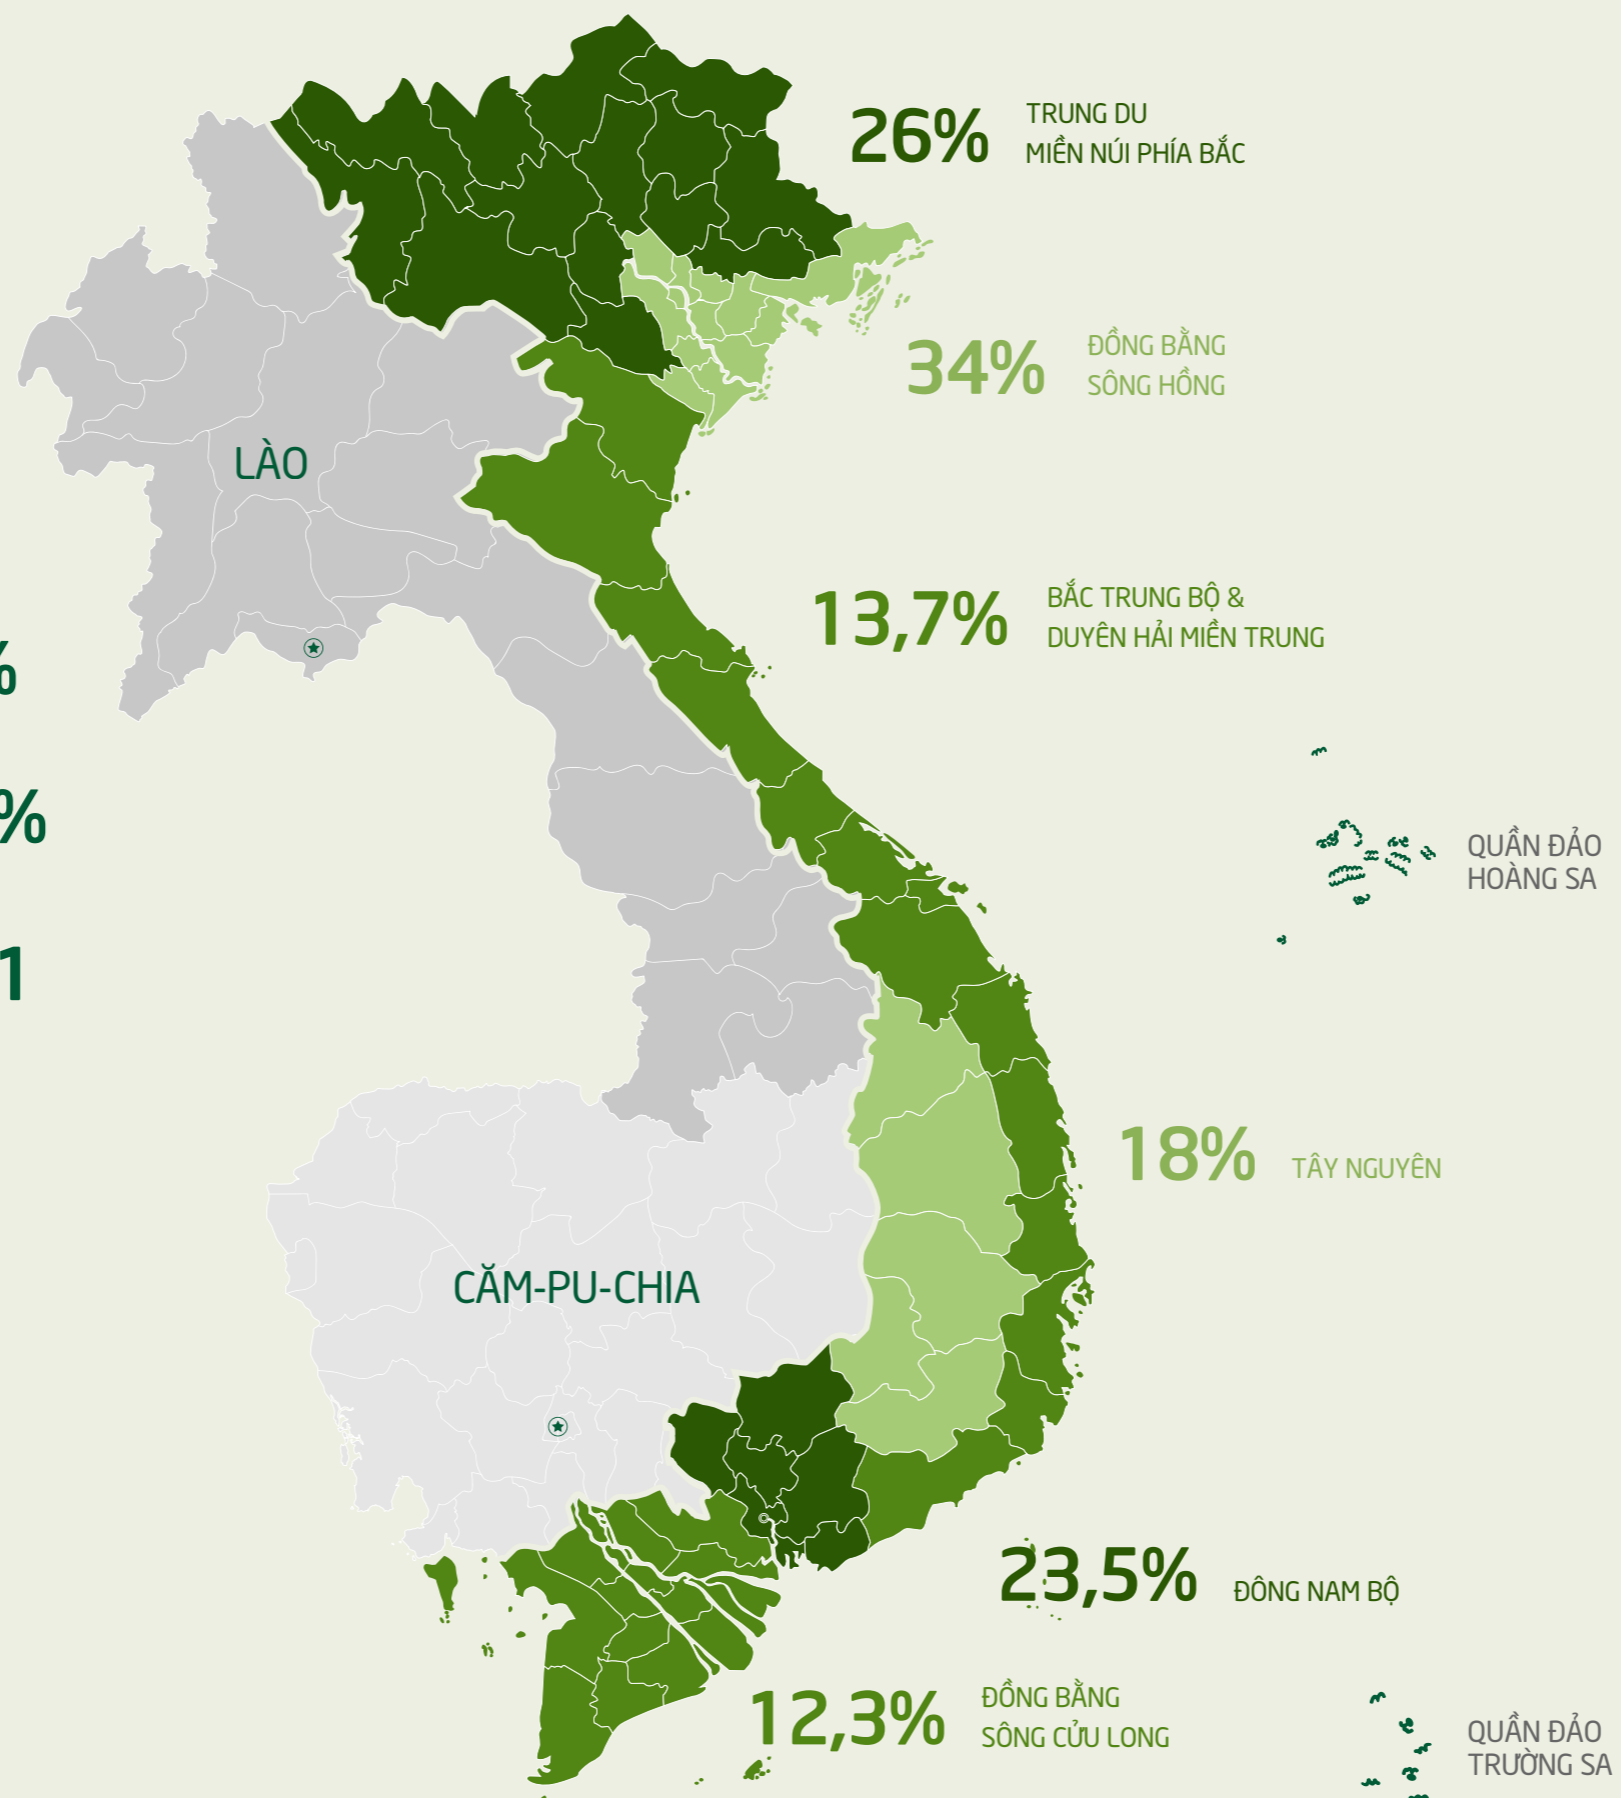 26%
TRUNG DU
MIỀN NÚI PHÍA BẮC
34%
ĐỒNG BẰNG
SÔNG HỒNG
LÀO
13,7%
BẮC TRUNG BỘ &
DUYÊN HẢI MIỀN TRUNG
%
%
QUẦN ĐẢO
HOÀNG SA
1
18%
TÂY NGUYÊN
CĂM-PU-CHIA
23,5%
ĐÔNG NAM BỘ
12,3%
ĐỒNG BẰNG
SÔNG CỬU LONG
QUẦN ĐẢO
TRƯỜNG SA